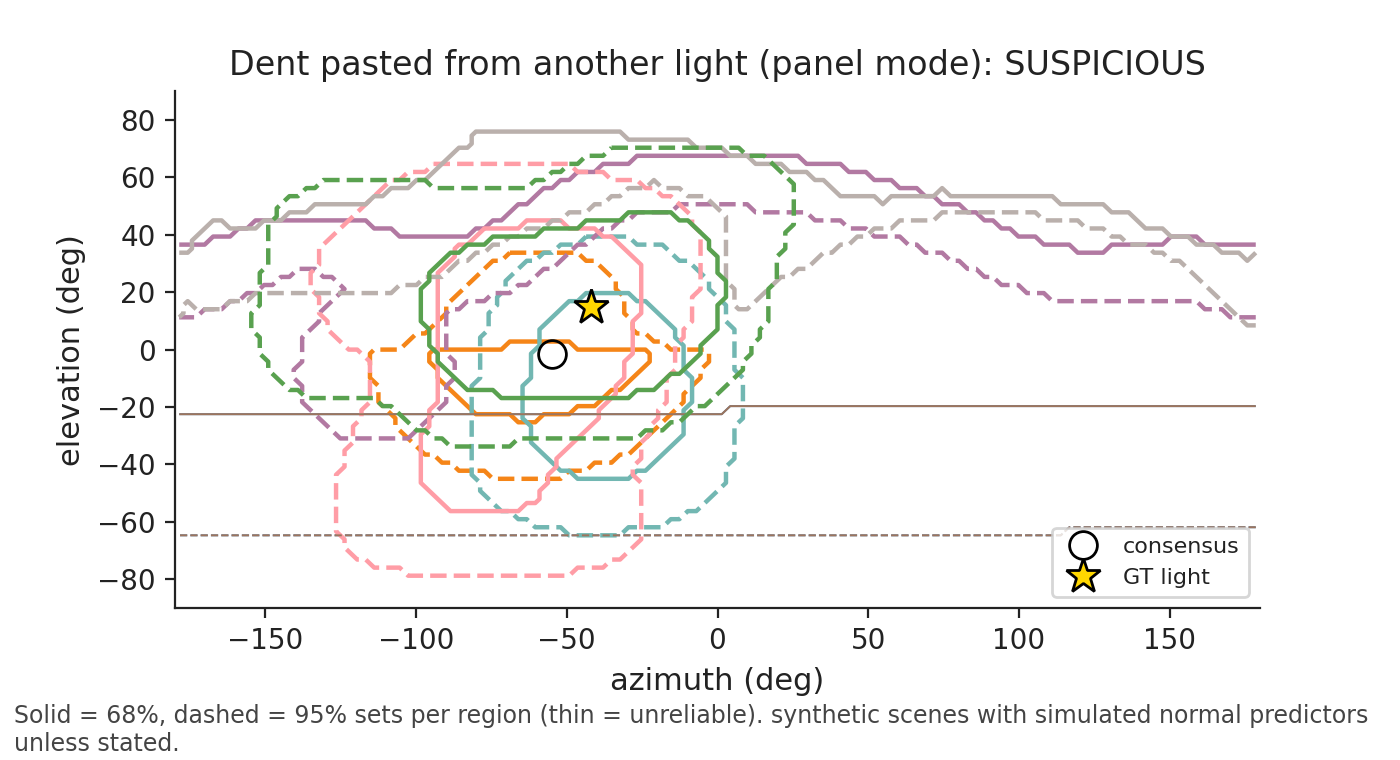 Dent pasted from another light (panel mode): SUSPICIOUS
80
60
40
20
0
−20
−40
−60
−80
elevation (deg)
−150
−100
−50
0
50
100
150
azimuth (deg)
consensus
GT light
Solid = 68%, dashed = 95% sets per region (thin = unreliable). synthetic scenes with simulated normal predictors
unless stated.